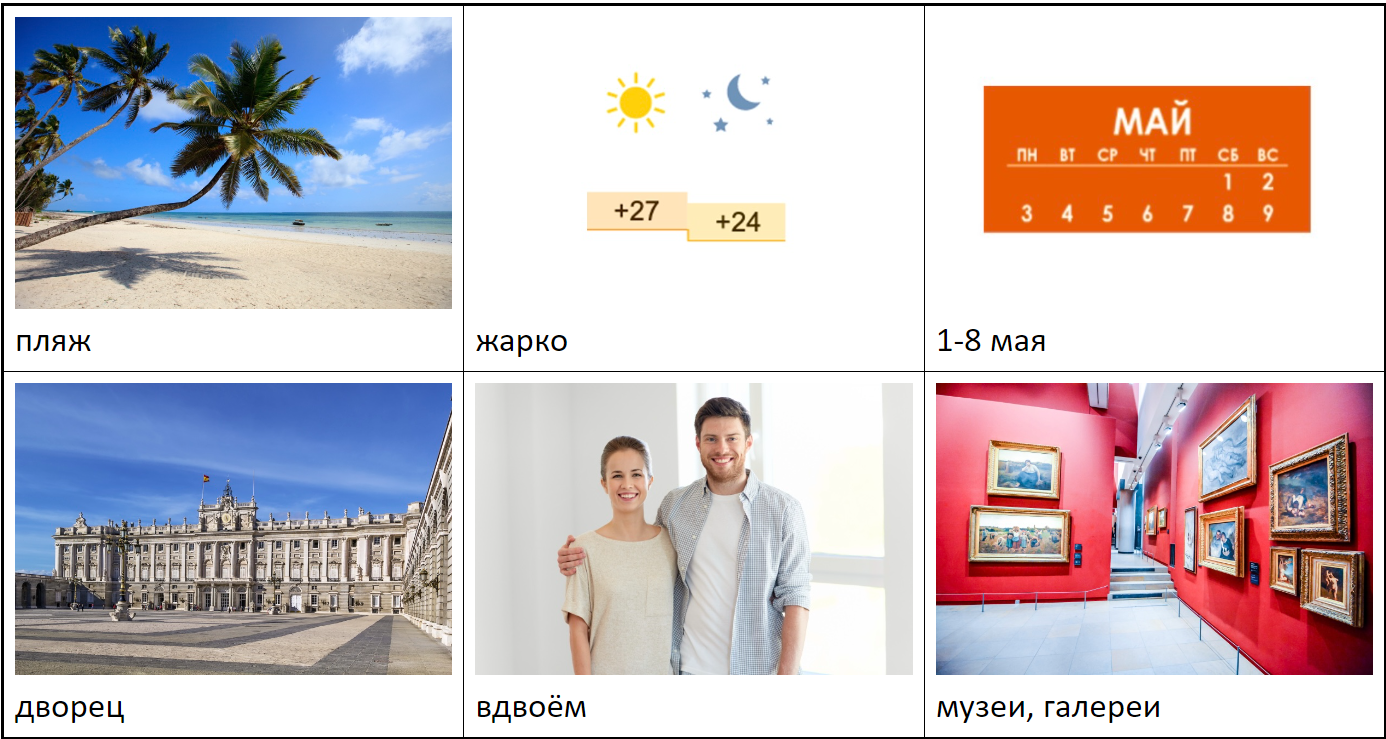 +27
+24
МАЙ
ПН ВТ СР ЧТ ПТ СБ ВС
1 2
3 4 5 6 7 8 9
пляж
жарко
1-8 мая
дворец
вдвоём
музеи, галереи